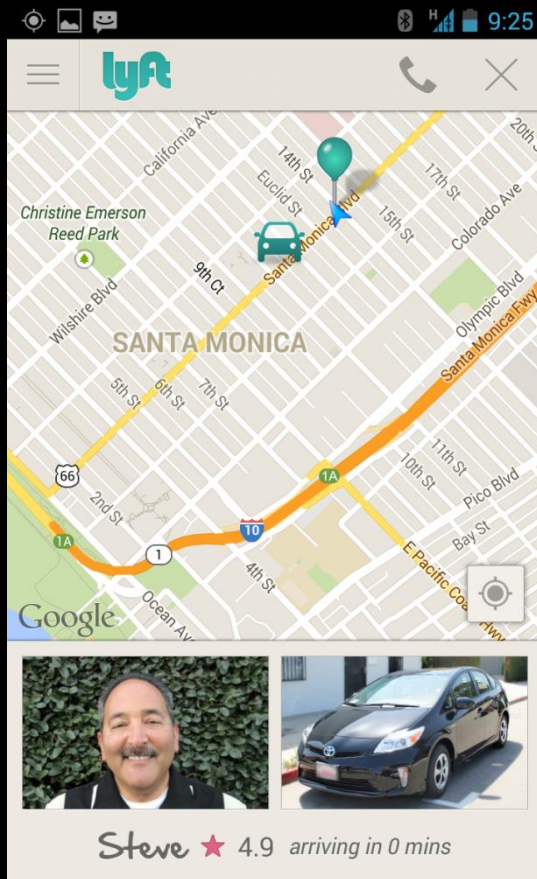 H 9:25
lyft
California Ave
14th St
20th S
17th St
Euclid St
15th St
Colorado Ave
Christine Emerson
Reed Park
Santa Monica Blvd
9th Ct
Wilshire Blvd
Olympic Blvd
Santa Monica Fwy
SANTA MONICA
5th St
6th St
7th St
11th St
10th St
66
2nd St
1A
Pico Blvd
1A
1
10
Bay St
4th St
E Pacific Coast Hwy
Google
Ocean Av
Steve ★ 4.9 arriving in 0 mins